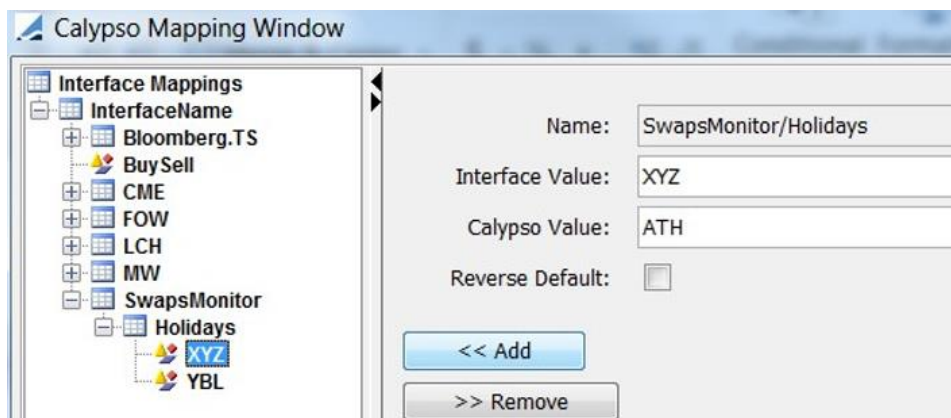 Calypso Mapping Window
Interface Mappings
InterfaceName
Bloomberg.TS
BuySell
CME
FOW
LCH
MW
SwapsMonitor
Holidays
XYZ
YBL
Name: SwapsMonitor/Holidays
Interface Value: XYZ
Calypso Value: ATH
Reverse Default:
<< Add
>> Remove